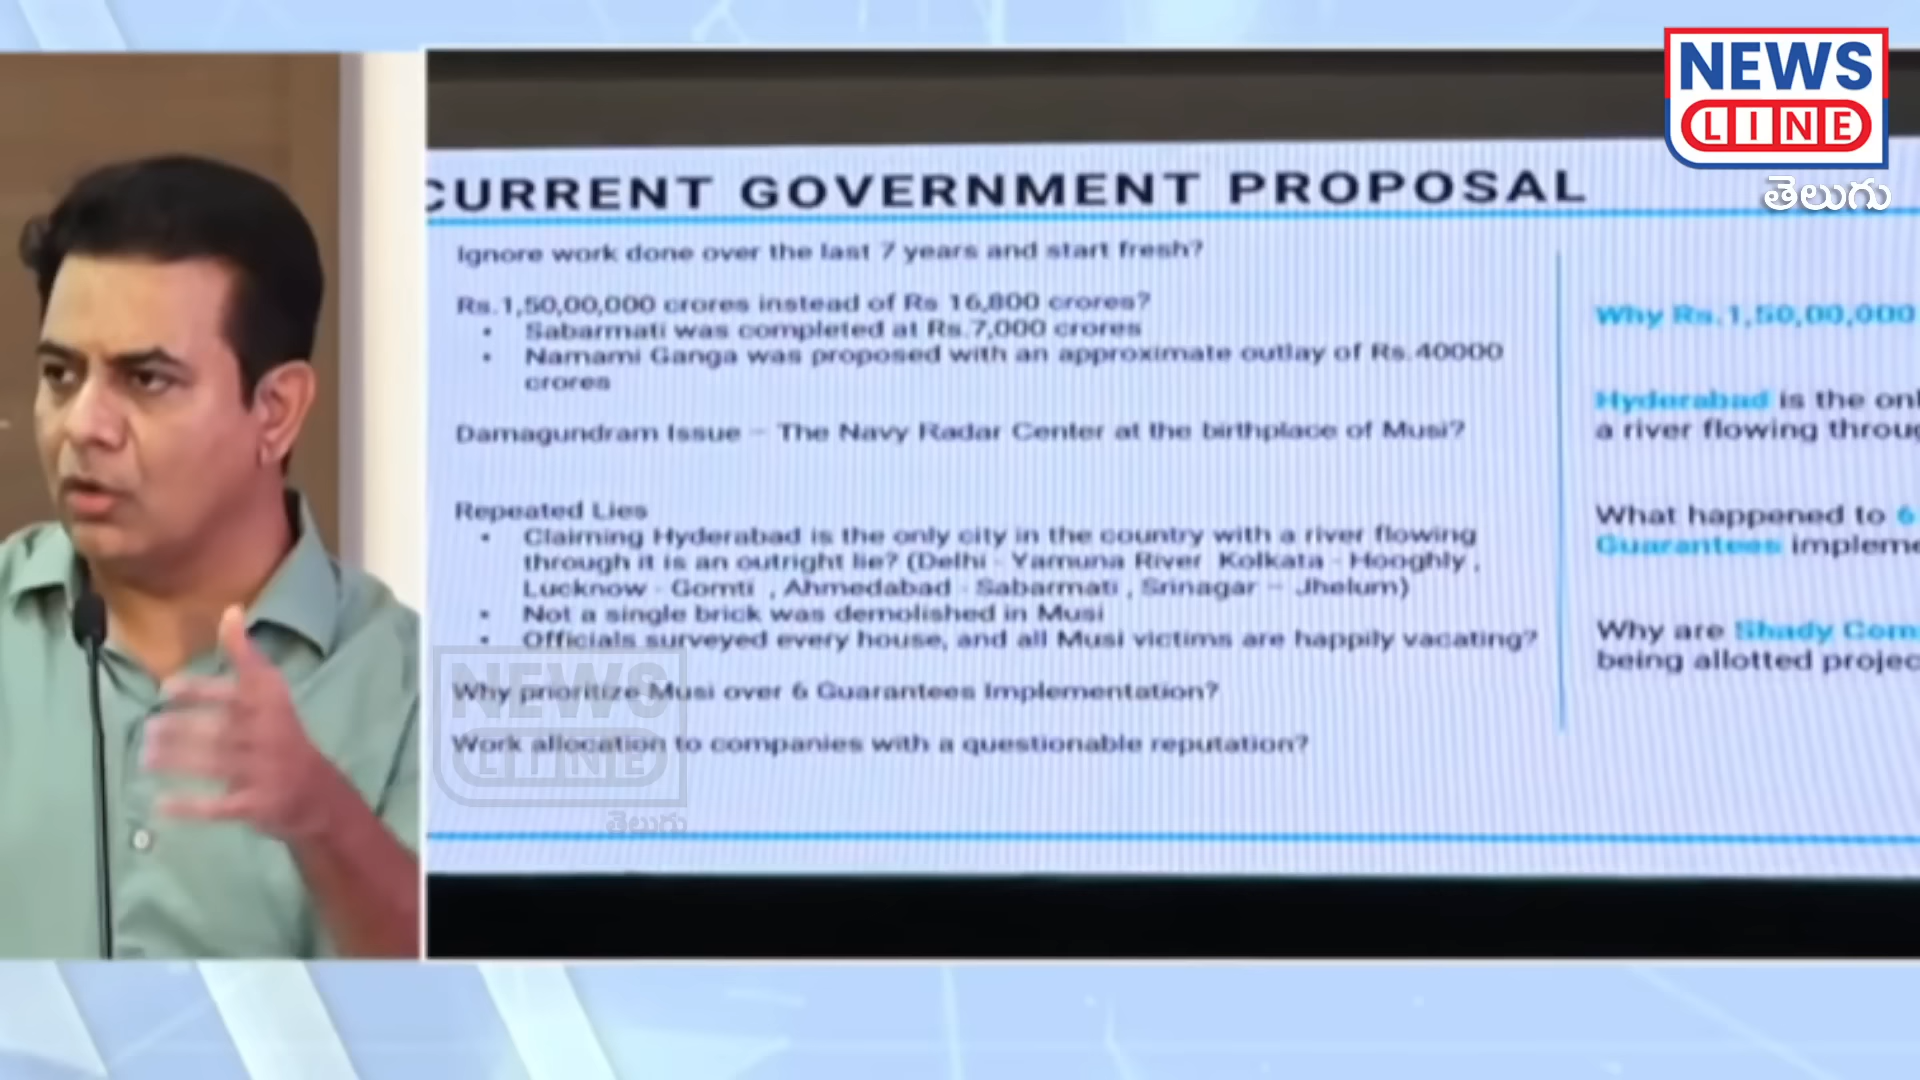 NEWS
LINE
తెలుగు
CURRENT GOVERNMENT PROPOSAL
Ignore work done over the last 7 years and start fresh?
Rs.1,50,00,000 crores instead of Rs 16,800 crores?
• Sabarmati was completed at Rs.7,000 crores
• Namami Ganga was proposed with an approximate outlay of Rs.40000
crores
Damagundram Issue – The Navy Radar Center at the birthplace of Musi?
Repeated Lies
• Claiming Hyderabad is the only city in the country with a river flowing
through it is an outright lie? (Delhi - Yamuna River Kolkata - Hooghly ,
Lucknow - Gomti , Ahmedabad - Sabarmati , Srinagar – Jhelum)
• Not a single brick was demolished in Musi
• Officials surveyed every house, and all Musi victims are happily vacating?
Why prioritize Musi over 6 Guarantees Implementation?
Work allocation to companies with a questionable reputation?
Why Rs.1,50,00,000
Hyderabad is the onl
a river flowing throug
What happened to 6
Guarantees impleme
Why are Shady Com
being allotted projec
NEWS
LINE
తెలుగు